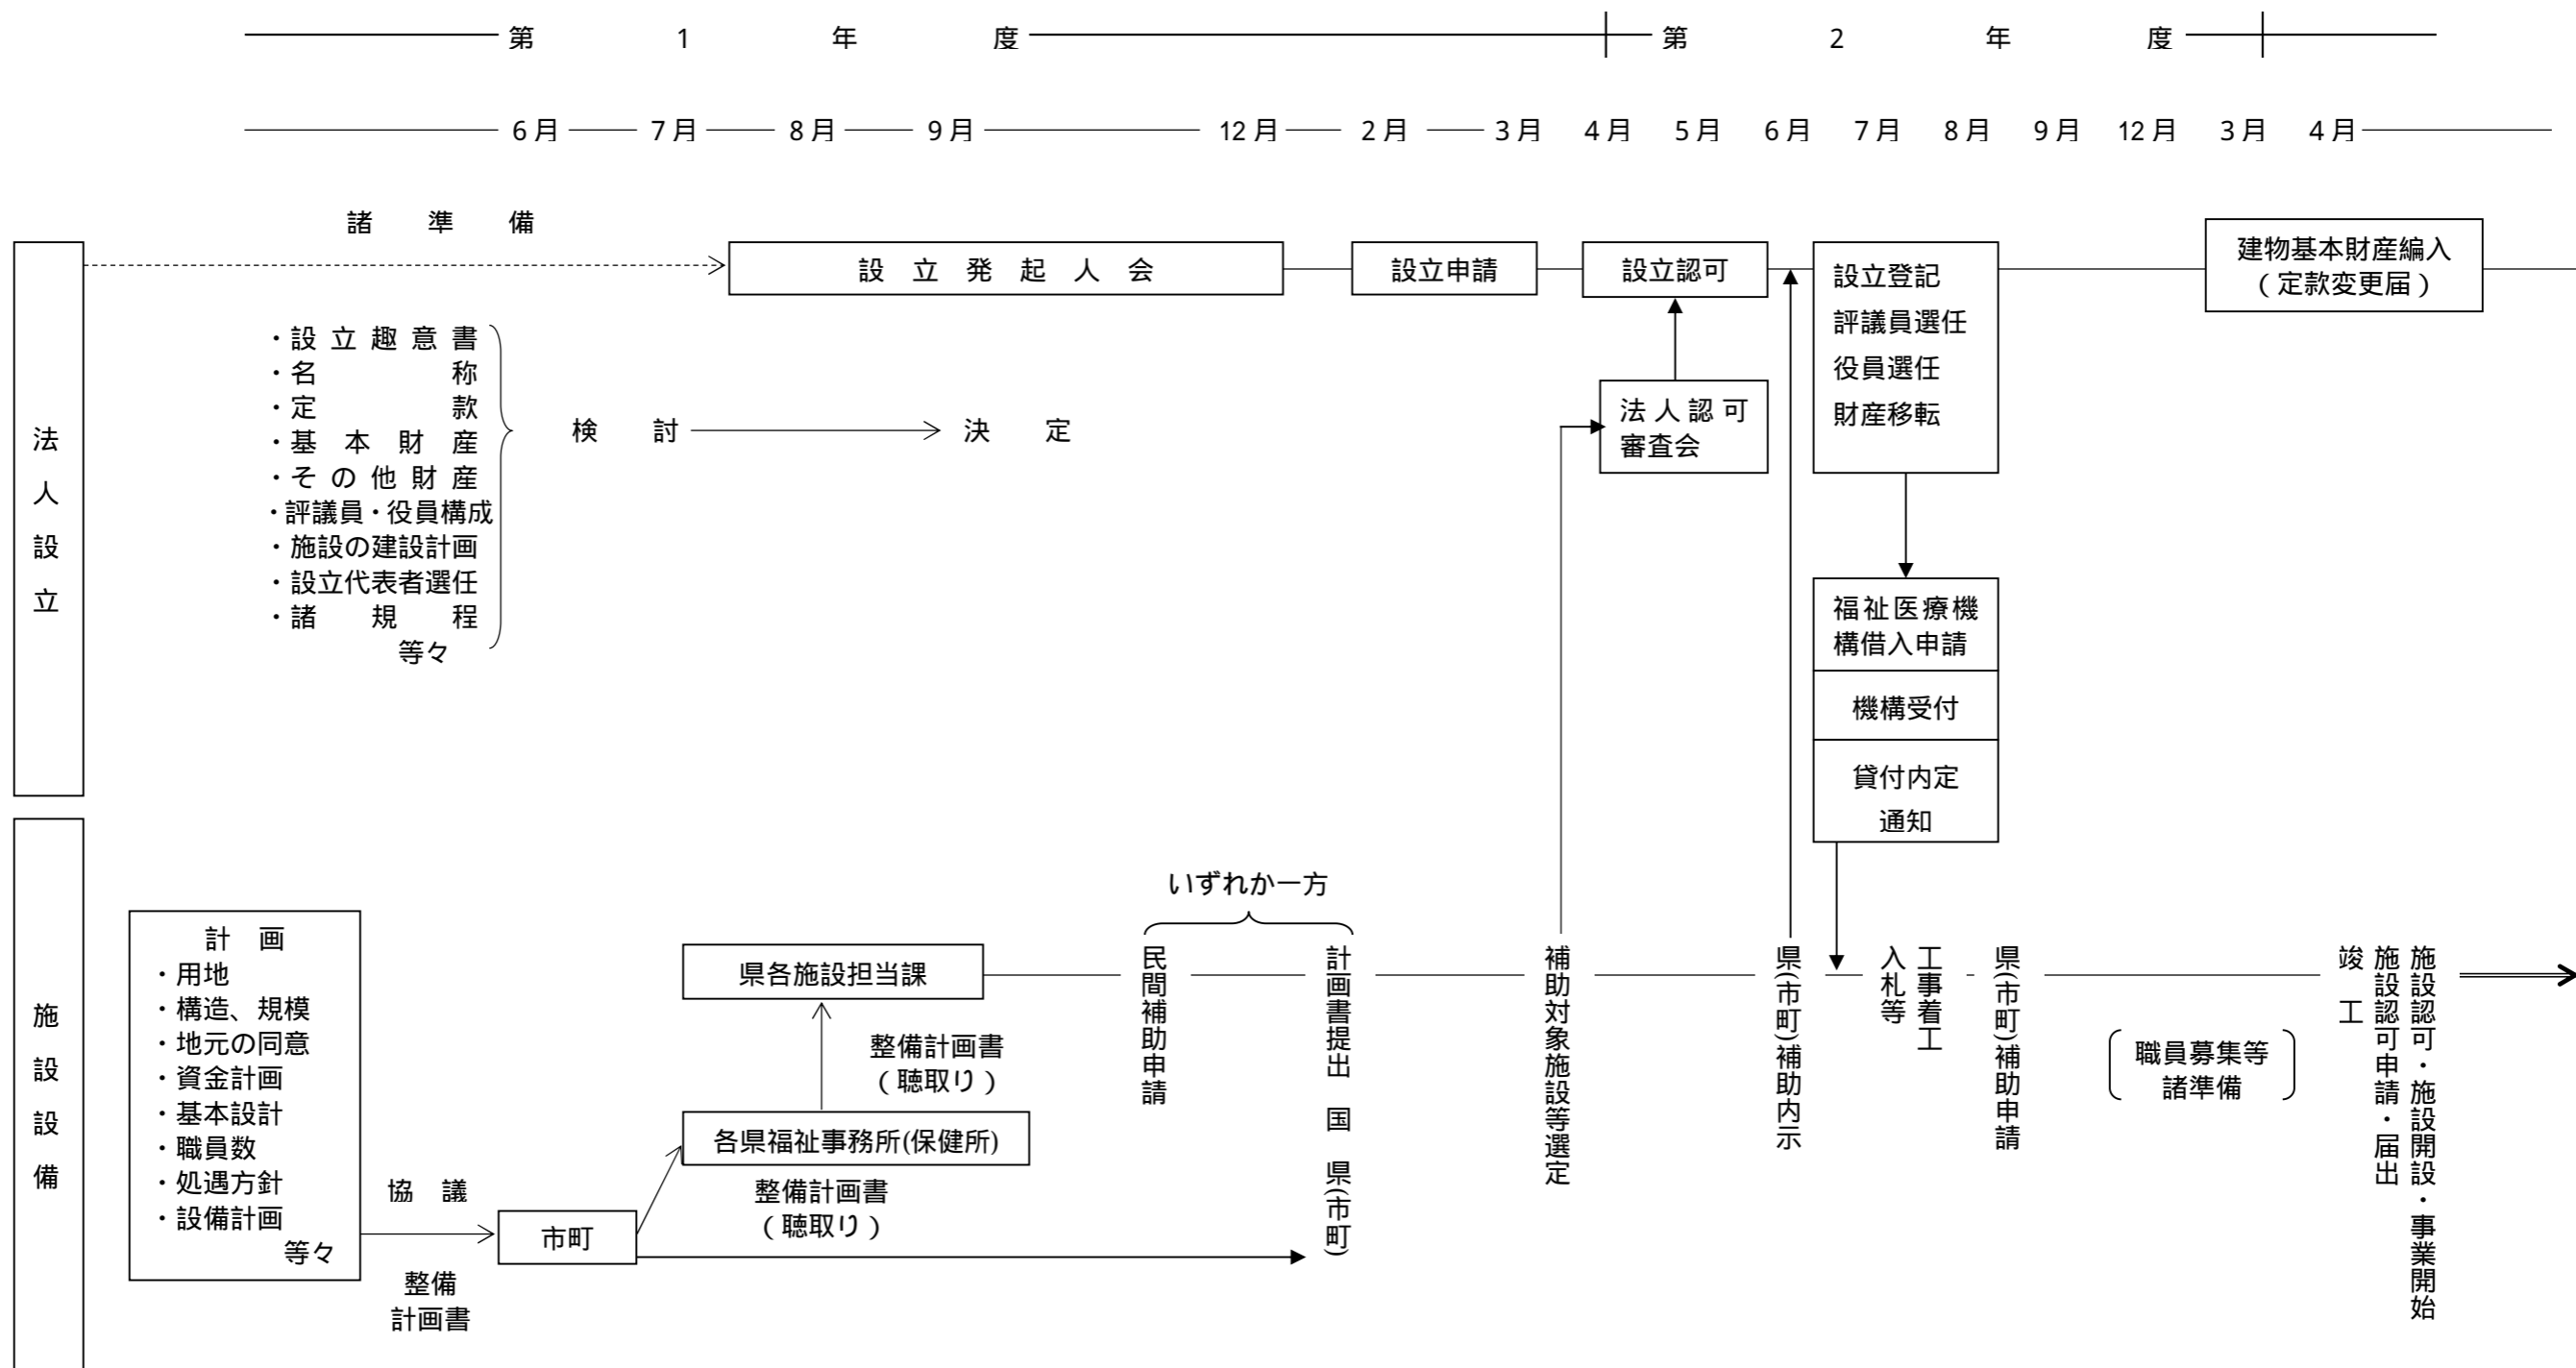 第 1 年 度 第 2 年 度
6月 7月 8月 9月 12月 2月 3月 4月 5月 6月 7月 8月 9月 12月 3月 4月
法人設立
諸 準 備
設 立 発 起 人 会
設立申請
設立認可
設立登記
評議員選任
役員選任
財産移転
建物基本財産編入
(定款変更届)
・設立趣意書
・名 称
・定 款
・基本財産
・その他財産
・評議員・役員構成
・施設の建設計画
・設立代表者選任
・諸 規 程
等々
検 討
決 定
法人認可
審査会
福祉医療機
構借入申請
機構受付
貸付内定
通知
施設設備
計 画
・用地
・構造、規模
・地元の同意
・資金計画
・基本設計
・職員数
・処遇方針
・設備計画
等々
協 議
整備
計画書
市町
整備計画書
(聴取り)
各県福祉事務所(保健所)
整備計画書
(聴取り)
県各施設担当課
いずれか一方
民間補助申請
計画書提出 国 県(市町)
補助対象施設等選定
県(市町)補助内示
入札等
工事着工
県(市町)補助申請
職員募集等
諸準備
竣 工
施設認可申請・届出
施設認可・施設開設・事業開始